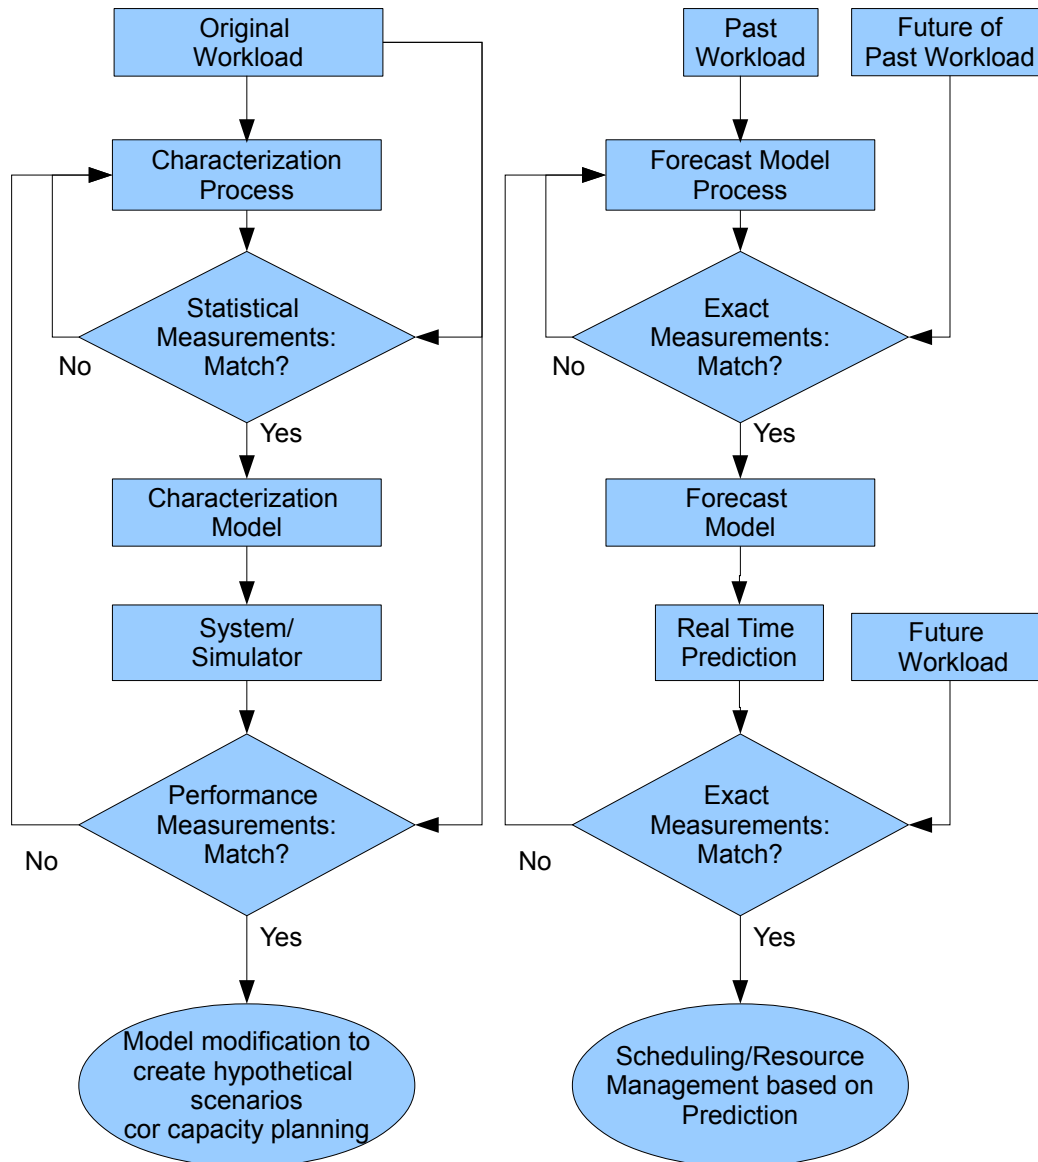 Original
Workload
Characterization
Process
Statistical
Measurements:
Match?
No
Yes
Characterization
Model
System/
Simulator
Performance
Measurements:
Match?
No
Yes
Model modification to
create hypothetical
scenarios
cor capacity planning
Past
Workload
Future of
Past Workload
Forecast Model
Process
Exact
Measurements:
Match?
No
Yes
Forecast
Model
Real Time
Prediction
Future
Workload
Exact
Measurements:
Match?
No
Yes
Scheduling/Resource
Management based on
Prediction